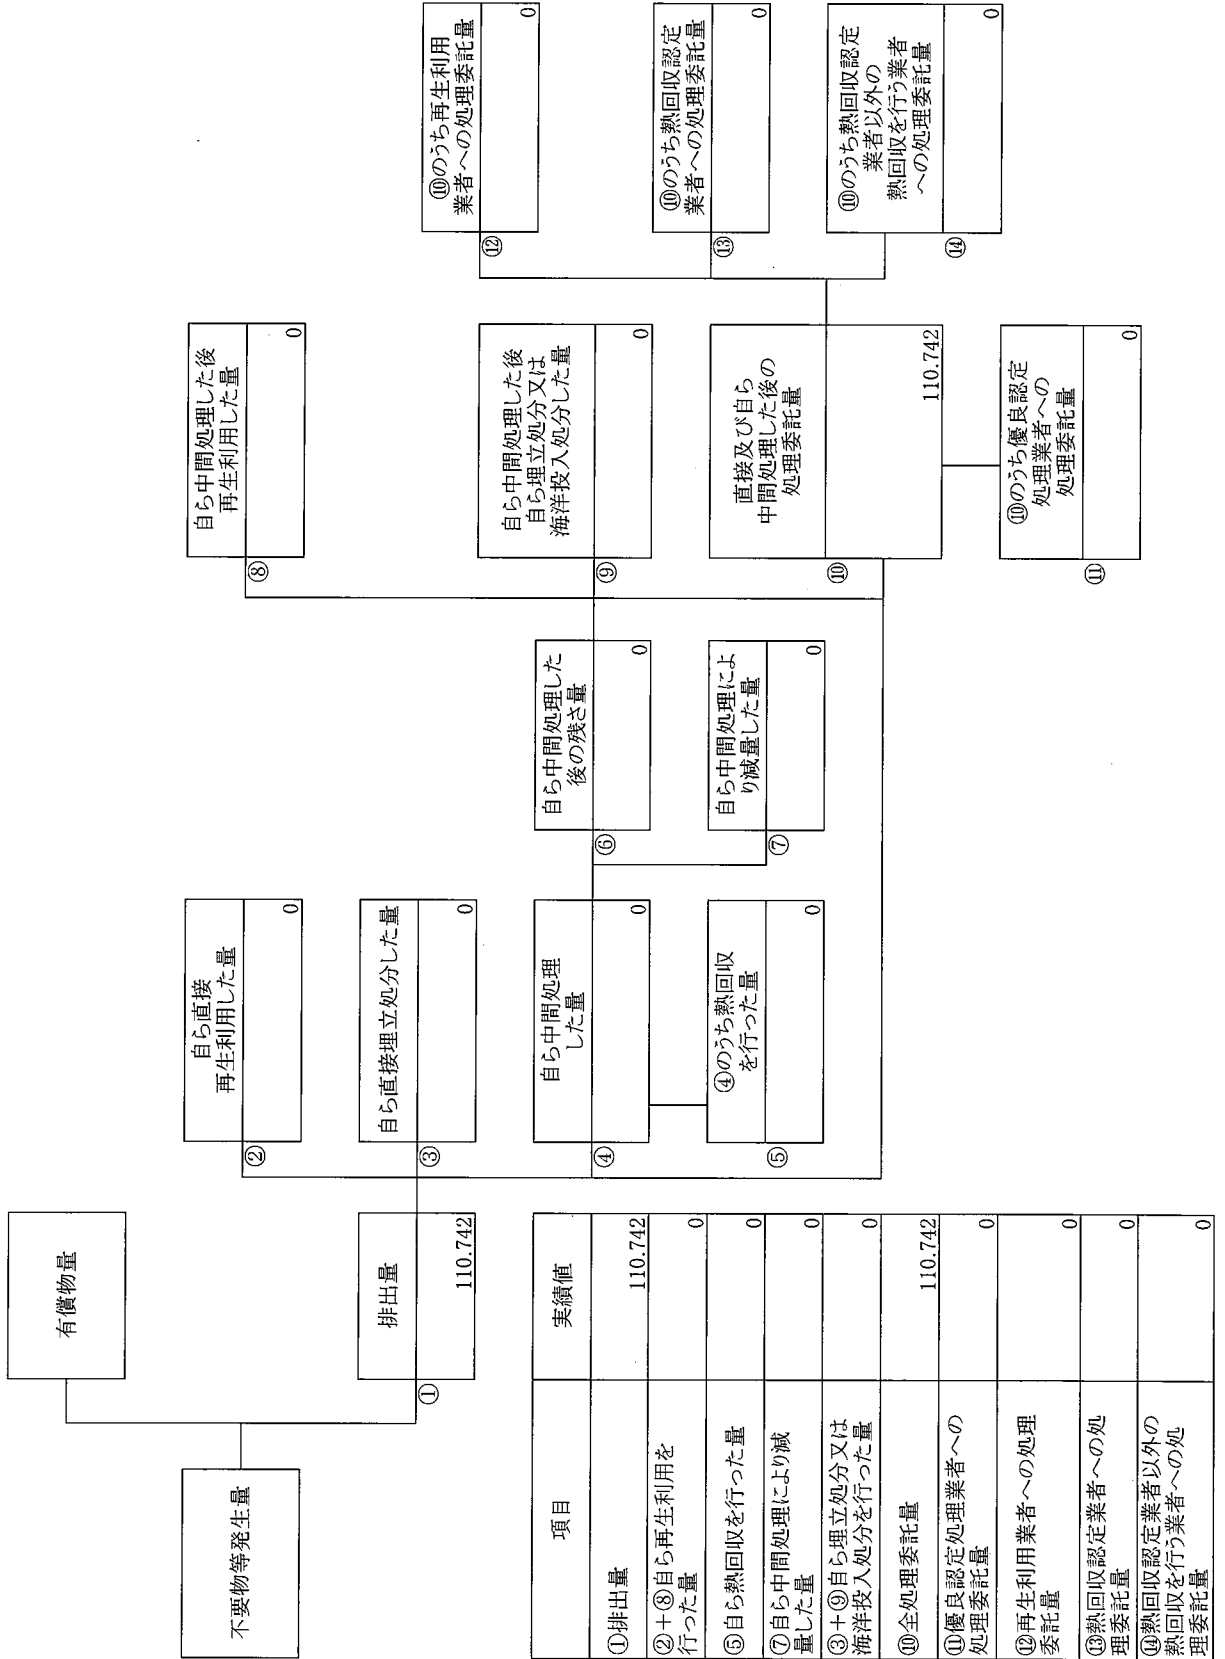 不要物等発生量
有償物量
排出量
①
110.742
自ら直接
再生利用した量
②
0
自ら直接埋立処分した量
③
0
自ら中間処理
した量
④
0
④のうち熱回収
を行った量
⑤
0
自ら中間処理した
後の残さ量
⑥
0
自ら中間処理によ
り減量した量
⑦
0
自ら中間処理した後
再生利用した量
⑧
0
自ら中間処理した後
自ら埋立処分又は
海洋投入処分した量
⑨
0
直接及び自ら
中間処理した後の
処理委託量
⑩
110.742
⑩のうち優良認定
処理業者への
処理委託量
⑪
0
⑩のうち再生利用
業者への処理委託量
⑫
0
⑩のうち熱回収認定
業者への処理委託量
⑬
0
⑩のうち熱回収認定
業者以外の
熱回収を行う業者
への処理委託量
⑭
0
項目 実績値
①排出量 110.742
②+⑧自ら再生利用を
行った量 0
⑤自ら熱回収を行った量 0
⑦自ら中間処理により減
量した量 0
③+⑨自ら埋立処分又は
海洋投入処分を行った量 0
⑩全処理委託量 110.742
⑪優良認定処理業者への
処理委託量 0
⑫再生利用業者への処理
委託量 0
⑬熱回収認定業者への処
理委託量 0
⑭熱回収認定業者以外の
熱回収を行う業者への処
理委託量 0